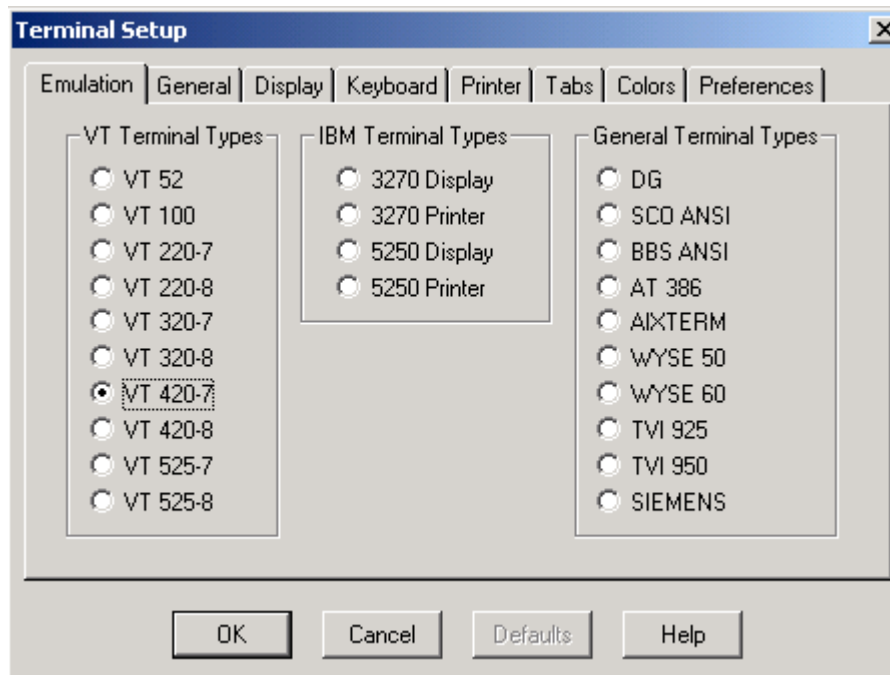 Terminal Setup
Emulation General Display Keyboard Printer Tabs Colors Preferences
VT Terminal Types
VT 52
VT 100
VT 220-7
VT 220-8
VT 320-7
VT 320-8
VT 420-7
VT 420-8
VT 525-7
VT 525-8
IBM Terminal Types
3270 Display
3270 Printer
5250 Display
5250 Printer
General Terminal Types
DG
SCO ANSI
BBS ANSI
AT 386
AIXTERM
WYSE 50
WYSE 60
TVI 925
TVI 950
SIEMENS
OK Cancel Defaults Help